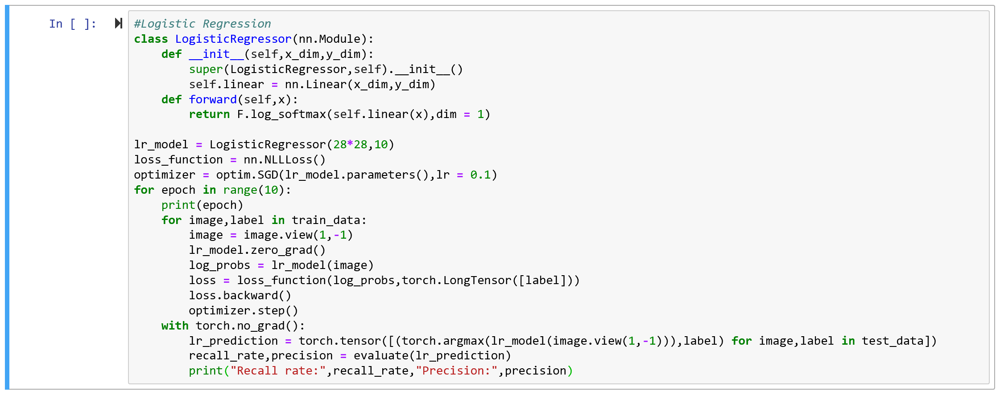 In [ ]:
#Logistic Regression
class LogisticRegressor(nn.Module):
    def __init__(self,x_dim,y_dim):
        super(LogisticRegressor,self).__init__()
        self.linear = nn.Linear(x_dim,y_dim)
    def forward(self,x):
        return F.log_softmax(self.linear(x),dim = 1)

lr_model = LogisticRegressor(28*28,10)
loss_function = nn.NLLLoss()
optimizer = optim.SGD(lr_model.parameters(),lr = 0.1)
for epoch in range(10):
    print(epoch)
    for image,label in train_data:
        image = image.view(1,-1)
        lr_model.zero_grad()
        log_probs = lr_model(image)
        loss = loss_function(log_probs,torch.LongTensor([label]))
        loss.backward()
        optimizer.step()
    with torch.no_grad():
        lr_prediction = torch.tensor([(torch.argmax(lr_model(image.view(1,-1))),label) for image,label in test_data])
        recall_rate,precision = evaluate(lr_prediction)
        print("Recall rate:",recall_rate,"Precision:",precision)